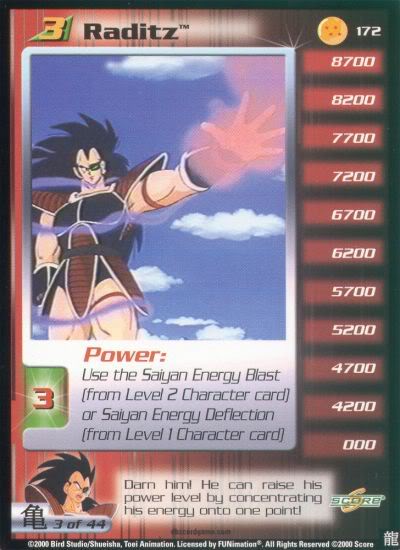 3 Raditz™ 172
8700
8200
7700
7200
6700
6200
5700
5200
4700
4200
000
Power:
3
Use the Saiyan Energy Blast
(from Level 2 Character card)
or Saiyan Energy Deflection
(from Level 1 Character card)
Darn him! He can raise his
power level by concentrating
his energy onto one point!
亀 3 of 44
SCORE
龍
©2000 Bird Studio/Shueisha, Toei Animation. Licensed by FUNimation®. All Rights Reserved ©2000 Score